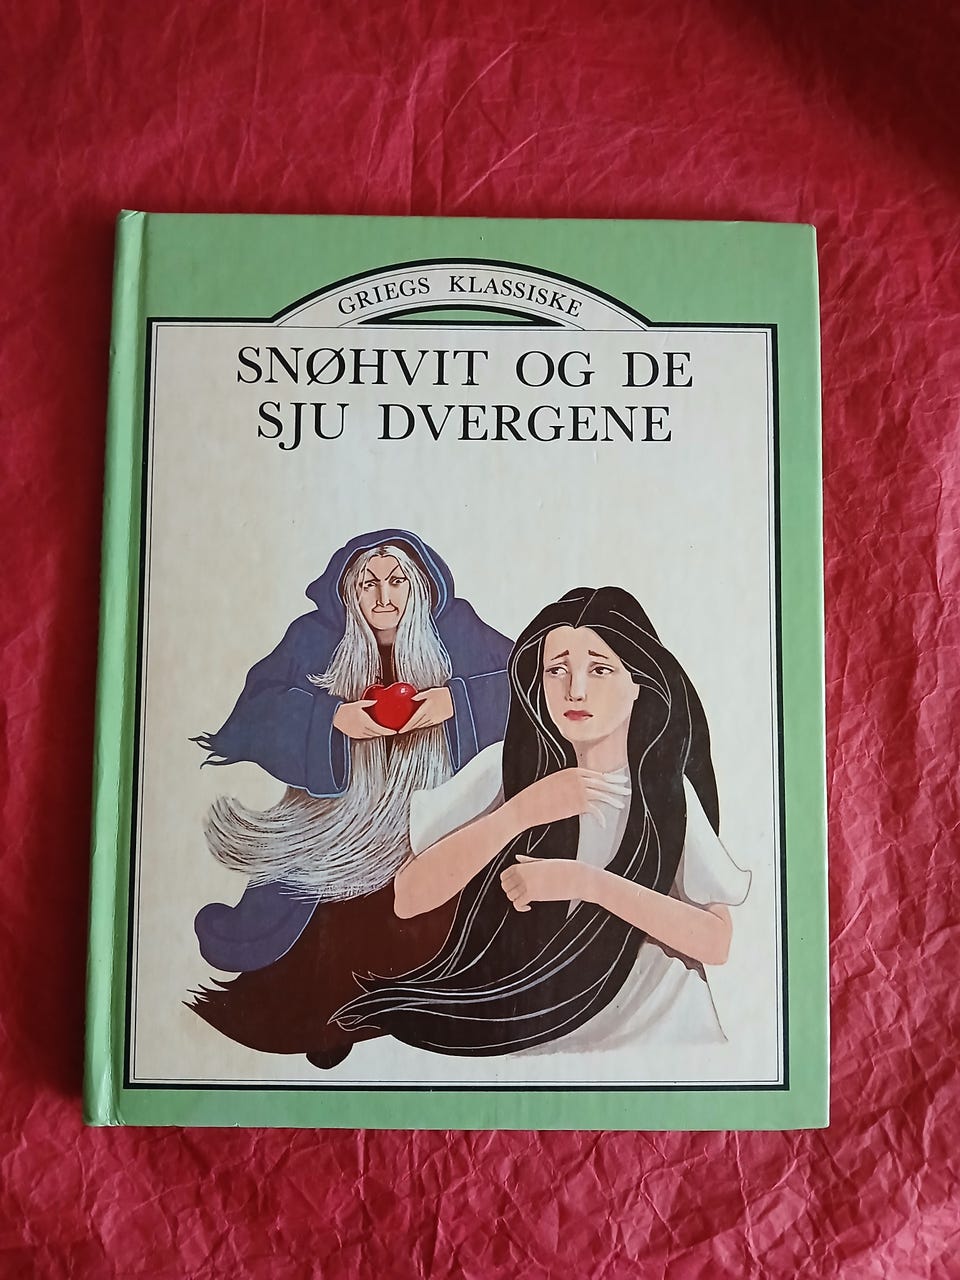 GRIEGS KLASSISKE
SNØHVIT OG DE
SJU DVERGENE